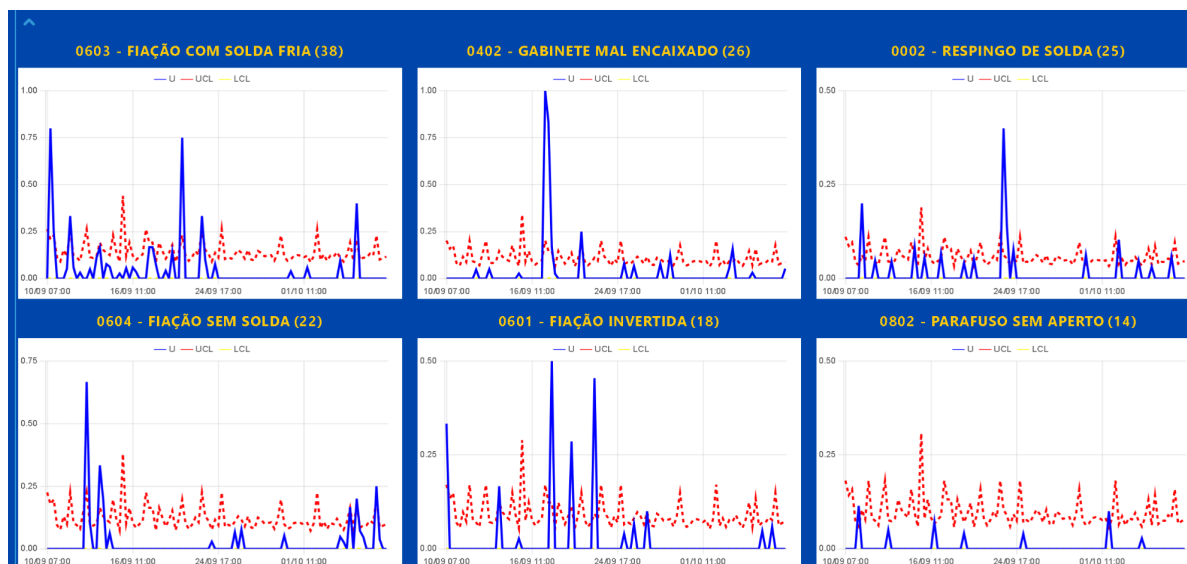 0603 - FIAÇÃO COM SOLDA FRIA (38)
U UCL LCL
1.00
0.75
0.50
0.25
0.00
10/09 07:00 16/09 11:00 24/09 17:00 01/10 11:00
0402 - GABINETE MAL ENCAIXADO (26)
U UCL LCL
1.00
0.75
0.50
0.25
0.00
10/09 07:00 16/09 11:00 24/09 17:00 01/10 11:00
0002 - RESPINGO DE SOLDA (25)
U UCL LCL
0.50
0.25
0.00
10/09 07:00 16/09 11:00 24/09 17:00 01/10 11:00
0604 - FIAÇÃO SEM SOLDA (22)
U UCL LCL
0.75
0.50
0.25
0.00
10/09 07:00 16/09 11:00 24/09 17:00 01/10 11:00
0601 - FIAÇÃO INVERTIDA (18)
U UCL LCL
0.50
0.25
0.00
10/09 07:00 16/09 11:00 24/09 17:00 01/10 11:00
0802 - PARAFUSO SEM APERTO (14)
U UCL LCL
0.50
0.25
0.00
10/09 07:00 16/09 11:00 24/09 17:00 01/10 11:00